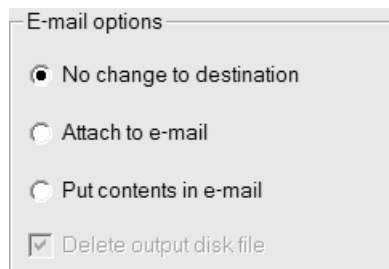 E-mail options
No change to destination
Attach to e-mail
Put contents in e-mail
Delete output disk file